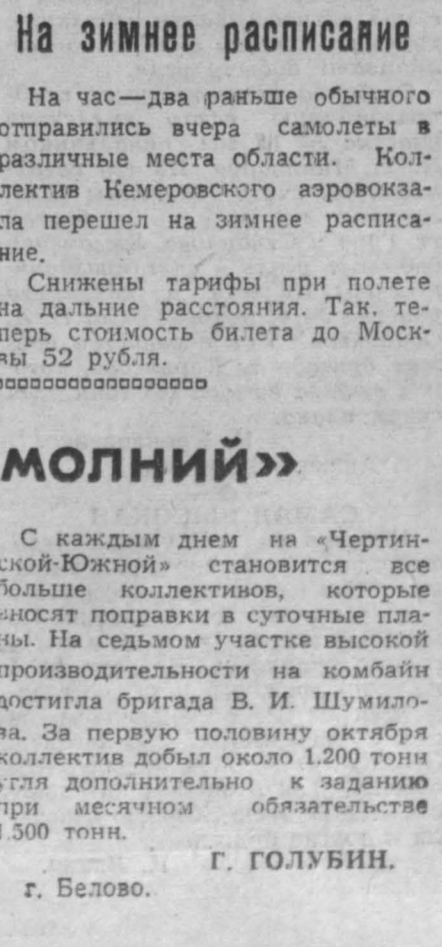 На зимнее расписание
На час—два раньше обычного
отправились вчера самолеты в
различные места области. Кол-
лектив Кемеровского аэровокза-
ла перешел на зимнее расписа-
ние.
Снижены тарифы при полете
на дальние расстояния. Так, те-
перь стоимость билета до Моск-
вы 52 рубля.
МОЛНИЙ»
С каждым днем на «Чертин-
ской-Южной» становится все
больше коллективов, которые
вносят поправки в суточные пла-
ны. На седьмом участке высокой
производительности на комбайн
достигла бригада В. И. Шумило-
ва. За первую половину октября
коллектив добыл около 1.200 тонн
угля дополнительно к заданию
при месячном обязательстве
1.500 тонн.
Г. ГОЛУБИН.
г. Белово.